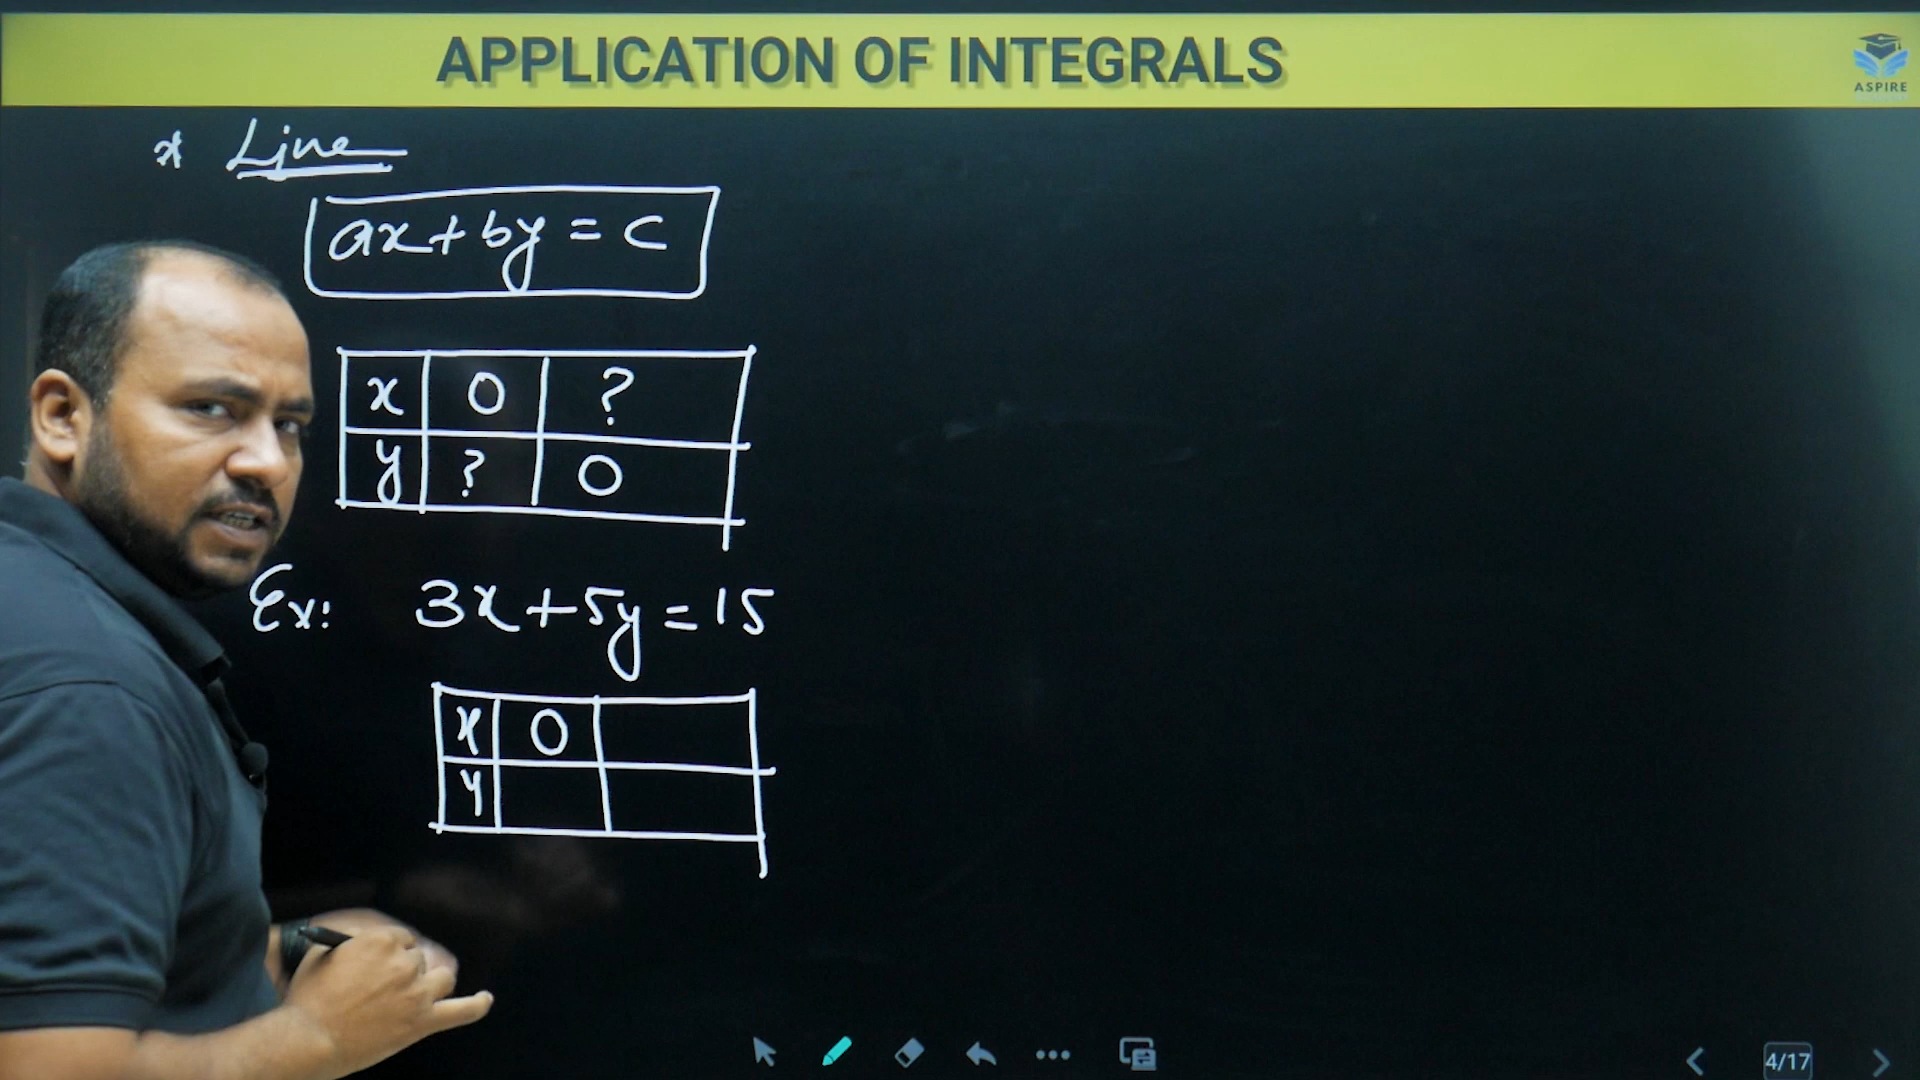 APPLICATION OF INTEGRALS
ASPIRE
* Line
ax+by=c
x 0 ?
y ? 0
Ex: 3x+5y=15
x 0
y
4/17